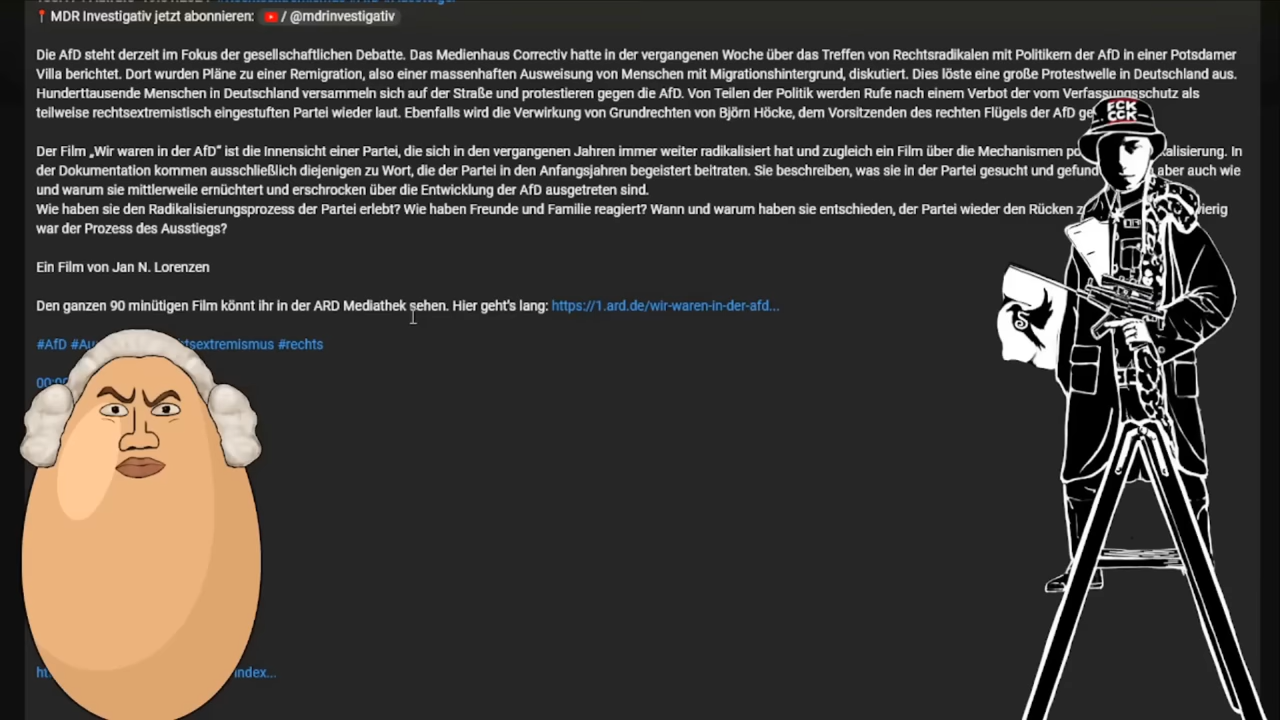 MDR Investigativ jetzt abonnieren: / @mdrinvestigativ
Die AfD steht derzeit im Fokus der gesellschaftlichen Debatte. Das Medienhaus Correctiv hatte in der vergangenen Woche über das Treffen von Rechtsradikalen mit Politikern der AfD in einer Potsdamer
Villa berichtet. Dort wurden Pläne zu einer Remigration, also einer massenhaften Ausweisung von Menschen mit Migrationshintergrund, diskutiert. Dies löste eine große Protestwelle in Deutschland aus.
Hunderttausende Menschen in Deutschland versammeln sich auf der Straße und protestieren gegen die AfD. Von Teilen der Politik werden Rufe nach einem Verbot der vom Verfassungsschutz als
teilweise rechtsextremistisch eingestuften Partei wieder laut. Ebenfalls wird die Verwirkung von Grundrechten von Björn Höcke, dem Vorsitzenden des rechten Flügels der AfD
FCK
CCK
Der Film „Wir waren in der AfD“ ist die Innensicht einer Partei, die sich in den vergangenen Jahren immer weiter radikalisiert hat und zugleich ein Film über die Mechanismen In
der Dokumentation kommen ausschließlich diejenigen zu Wort, die der Partei in den Anfangsjahren begeistert beitraten. Sie beschreiben, was sie in der Partei gesucht und aber auch wie
und warum sie mittlerweile ernüchtert und erschrocken über die Entwicklung der AfD ausgetreten sind.
Wie haben sie den Radikalisierungsprozess der Partei erlebt? Wie haben Freunde und Familie reagiert? Wann und warum haben sie entschieden, der Partei wieder den Rücken
war der Prozess des Ausstiegs?
Ein Film von Jan N. Lorenzen
Den ganzen 90 minütigen Film könnt ihr in der ARD Mediathek sehen. Hier geht's lang: https://1.ard.de/wir-waren-in-der-afd...
#AfD #rechts